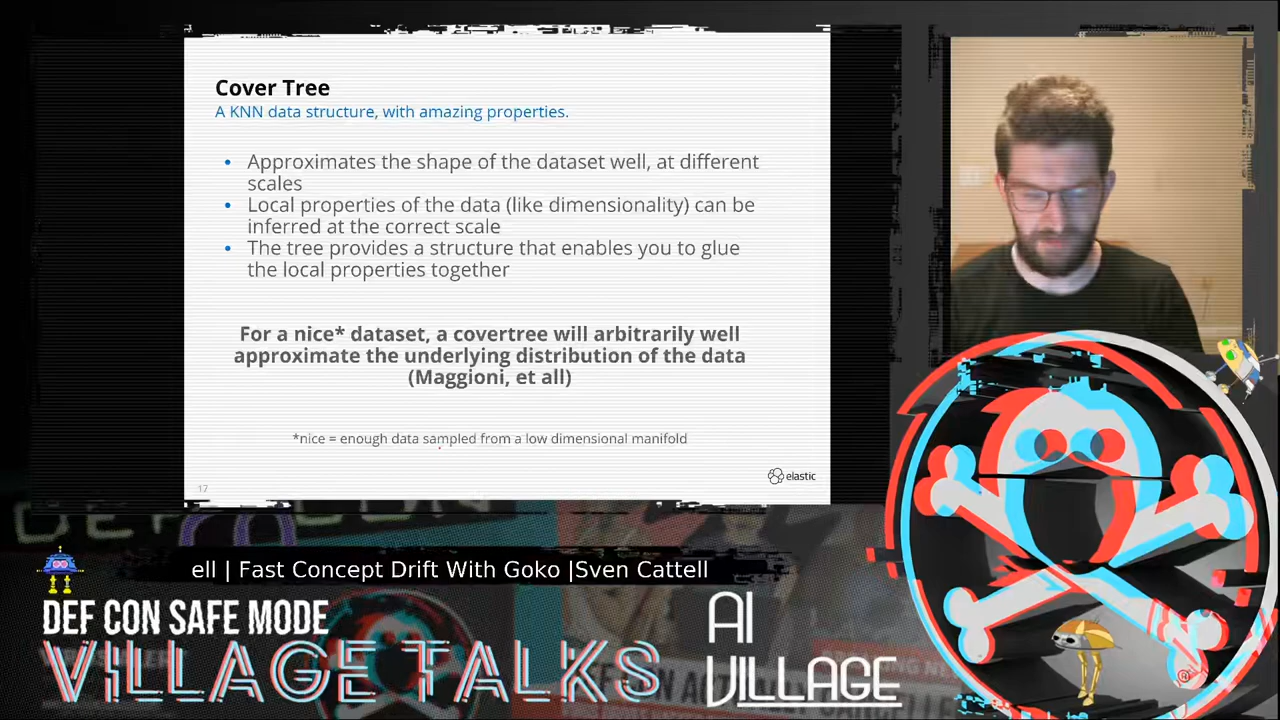 Cover Tree
A KNN data structure, with amazing properties.
• Approximates the shape of the dataset well, at different
scales
• Local properties of the data (like dimensionality) can be
inferred at the correct scale
• The tree provides a structure that enables you to glue
the local properties together
For a nice* dataset, a covertree will arbitrarily well
approximate the underlying distribution of the data
(Maggioni, et all)
*nice = enough data sampled from a low dimensional manifold
17
elastic
DEF CON
ell | Fast Concept Drift With Goko |Sven Cattell
DEF CON SAFE MODE
VILLAGE TALKS
AI
VILLAGE
®